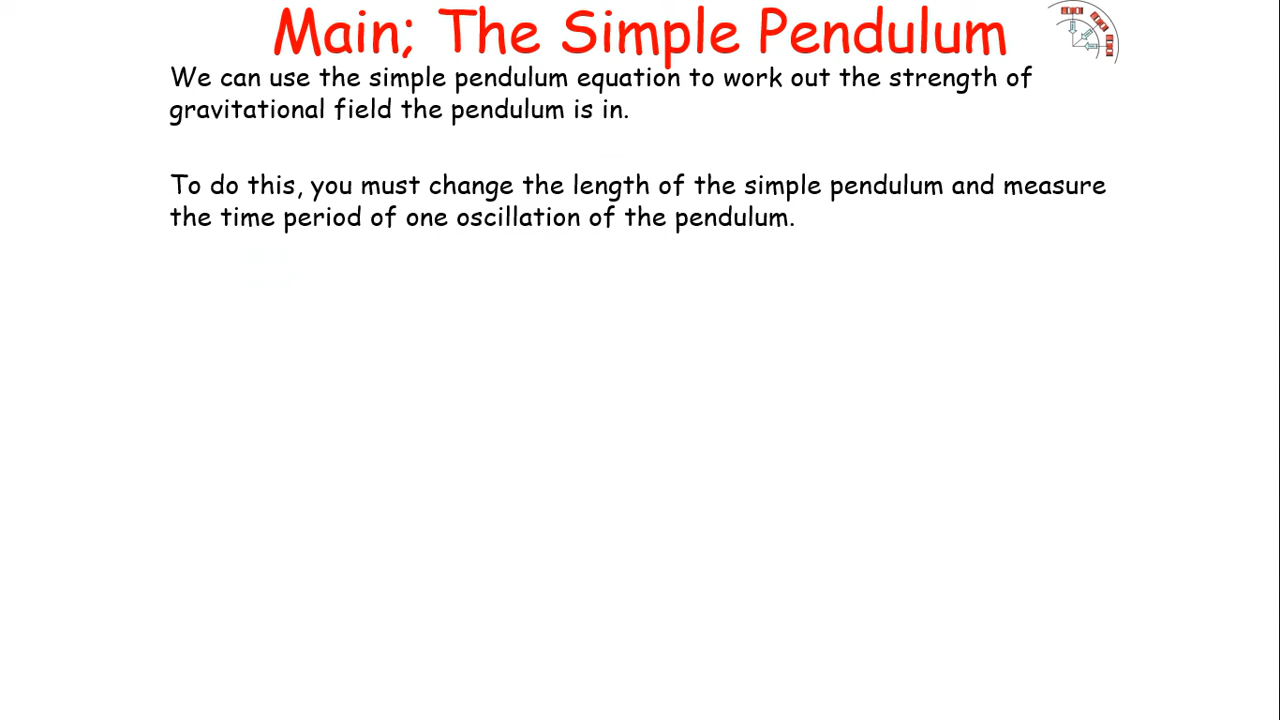 Main; The Simple Pendulum
We can use the simple pendulum equation to work out the strength of
gravitational field the pendulum is in.
To do this, you must change the length of the simple pendulum and measure
the time period of one oscillation of the pendulum.